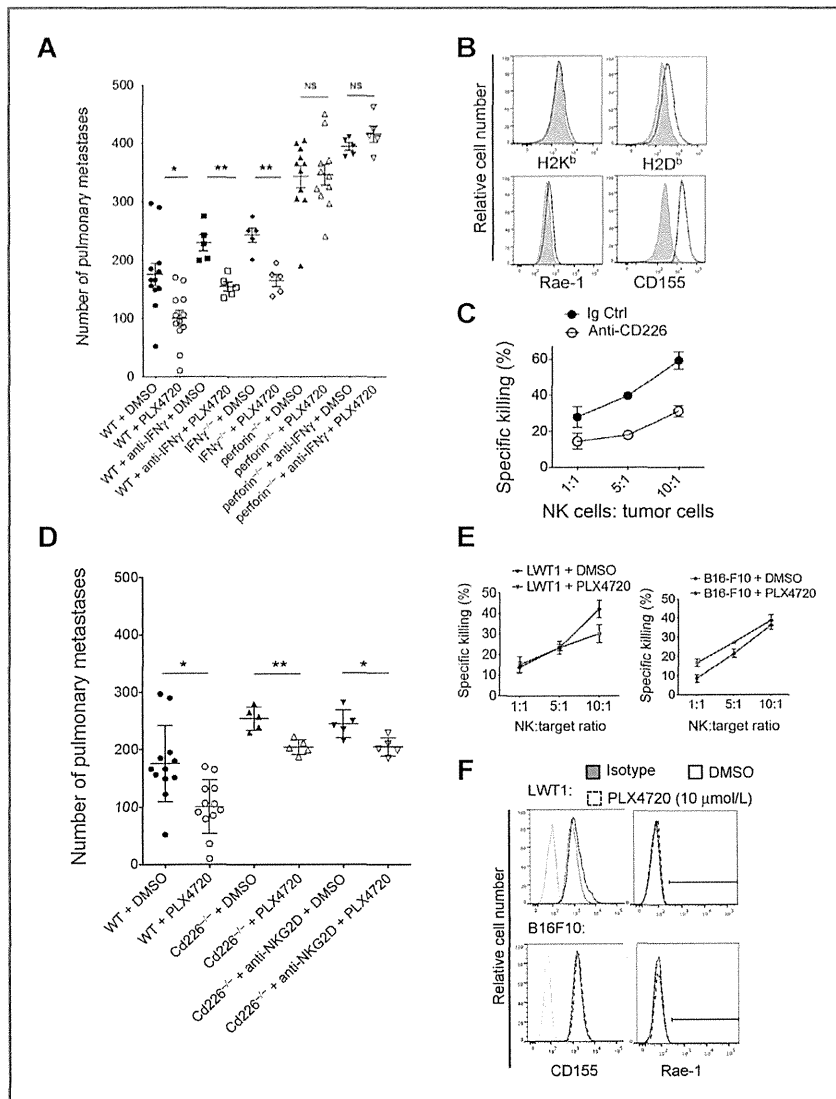 A
Number of pulmonary metastases
500
400
300
200
100
0
*
**
**
NS
NS
WT + DMSO
WT + PLX4720
WT + anti-IFNγ + DMSO
WT + anti-IFNγ + PLX4720
IFNγ−/− + DMSO
IFNγ−/− + PLX4720
perforin−/− + DMSO
perforin−/− + PLX4720
perforin−/− + anti-IFNγ + DMSO
perforin−/− + anti-IFNγ + PLX4720
B
Relative cell number
H2Kb
H2Db
Rae-1
CD155
C
Ig Ctrl
Anti-CD226
Specific killing (%)
60
40
20
0
1:1
5:1
10:1
NK cells: tumor cells
D
Number of pulmonary metastases
500
400
300
200
100
0
*
**
*
WT + DMSO
WT + PLX4720
Cd226−/− + DMSO
Cd226−/− + PLX4720
Cd226−/− + anti-NKG2D + DMSO
Cd226−/− + anti-NKG2D + PLX4720
E
LWT1 + DMSO
LWT1 + PLX4720
Specific killing (%)
50
40
30
20
10
0
1:1
5:1
10:1
NK:target ratio
B16-F10 + DMSO
B16-F10 + PLX4720
Specific killing (%)
50
40
30
20
10
0
1:1
5:1
10:1
NK:target ratio
F
Isotype
DMSO
LWT1:
PLX4720 (10 μmol/L)
Relative cell number
B16F10:
CD155
Rae-1